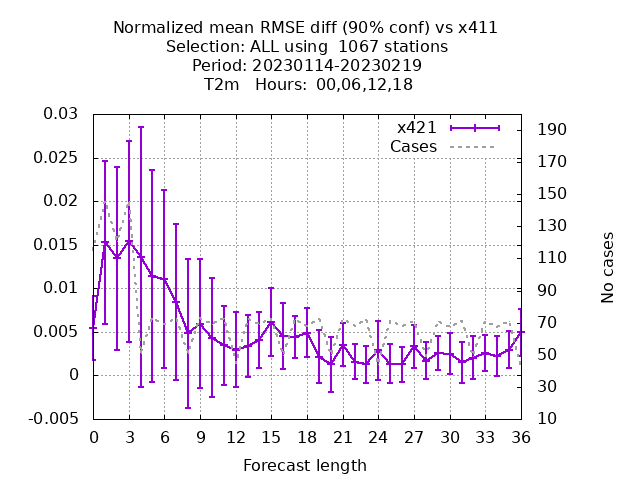 Normalized mean RMSE diff (90% conf) vs x411
Selection: ALL using  1067 stations
Period: 20230114-20230219
T2m   Hours:  00,06,12,18
x421
Cases
0.03
0.025
0.02
0.015
0.01
0.005
0
-0.005
190
170
150
130
110
90
70
50
30
10
No cases
0 3 6 9 12 15 18 21 24 27 30 33 36
Forecast length